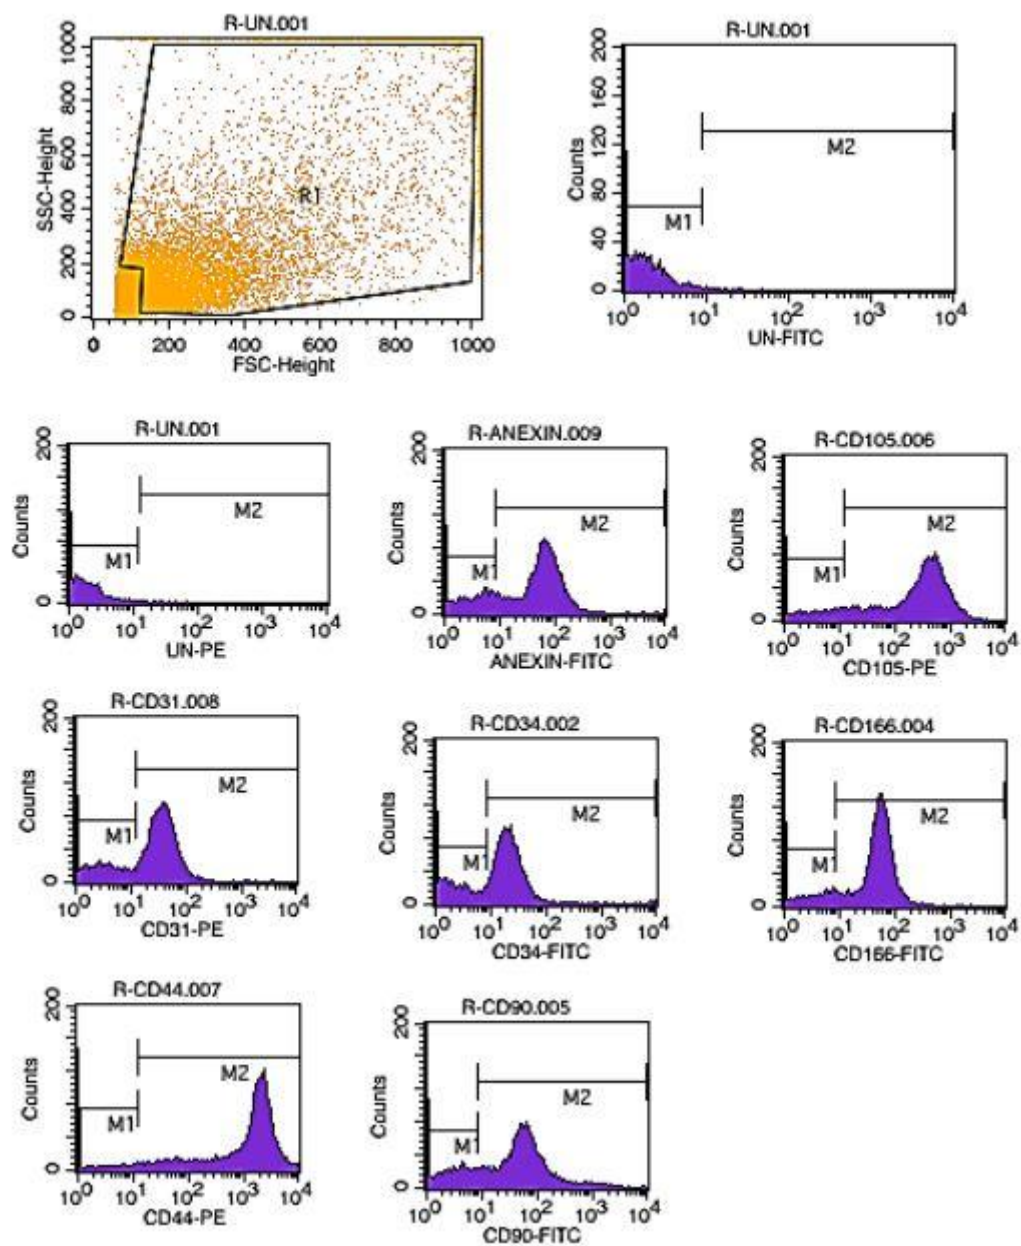 R-UN.001
SSC-Height
1000
800
600
400
200
0
R1
0 200 400 600 800 1000
FSC-Height
R-UN.001
Counts
200
160
120
80
40
0
M2
M1
10⁰ 10¹ 10² 10³ 10⁴
UN-FITC
R-UN.001
Counts
200
0
M2
M1
10⁰ 10¹ 10² 10³ 10⁴
UN-PE
R-ANEXIN.009
Counts
200
0
M2
M1
10⁰ 10¹ 10² 10³ 10⁴
ANEXIN-FITC
R-CD105.006
Counts
200
0
M2
M1
10⁰ 10¹ 10² 10³ 10⁴
CD105-PE
R-CD31.008
Counts
200
0
M2
M1
10⁰ 10¹ 10² 10³ 10⁴
CD31-PE
R-CD34.002
Counts
200
0
M2
M1
10⁰ 10¹ 10² 10³ 10⁴
CD34-FITC
R-CD166.004
Counts
200
0
M2
M1
10⁰ 10¹ 10² 10³ 10⁴
CD166-FITC
R-CD44.007
Counts
200
0
M2
M1
10⁰ 10¹ 10² 10³ 10⁴
CD44-PE
R-CD90.005
Counts
200
0
M2
M1
10⁰ 10¹ 10² 10³ 10⁴
CD90-FITC